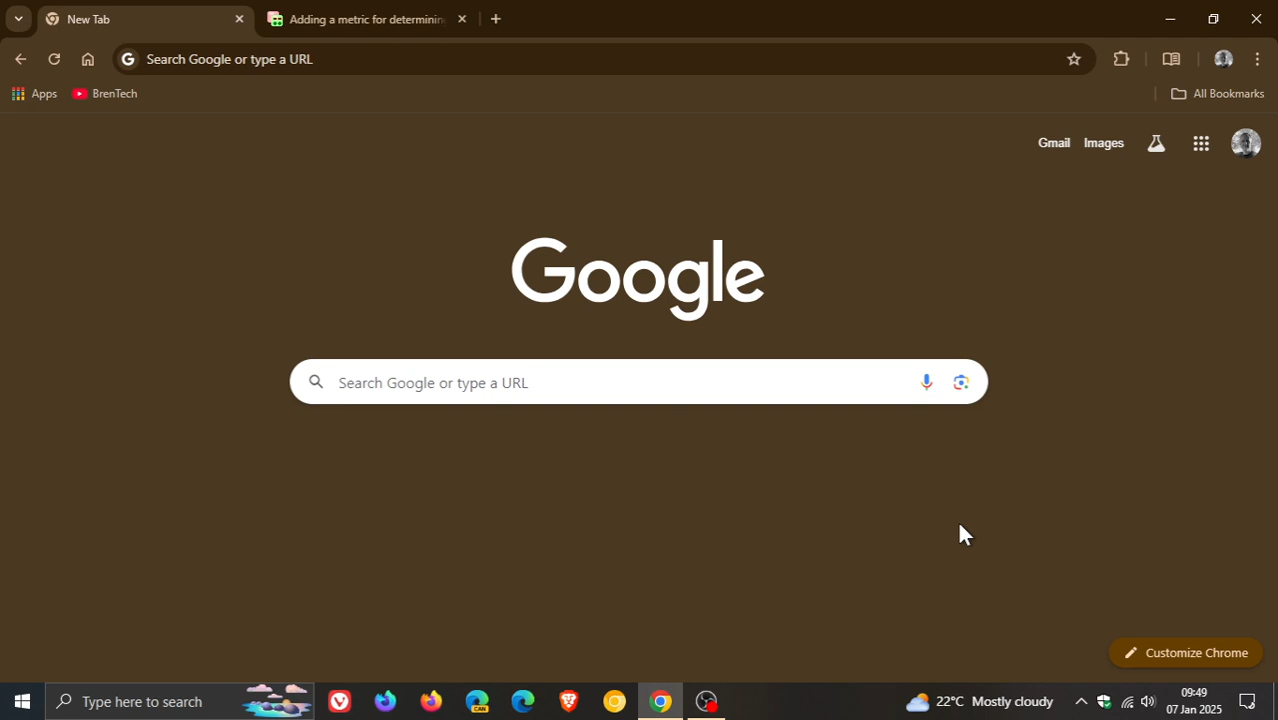 New Tab
Adding a metric for determinin
Search Google or type a URL
Apps
BrenTech
All Bookmarks
Gmail
Images
Google
Search Google or type a URL
Customize Chrome
Type here to search
CAN
22°C Mostly cloudy
09:49
07 Jan 2025